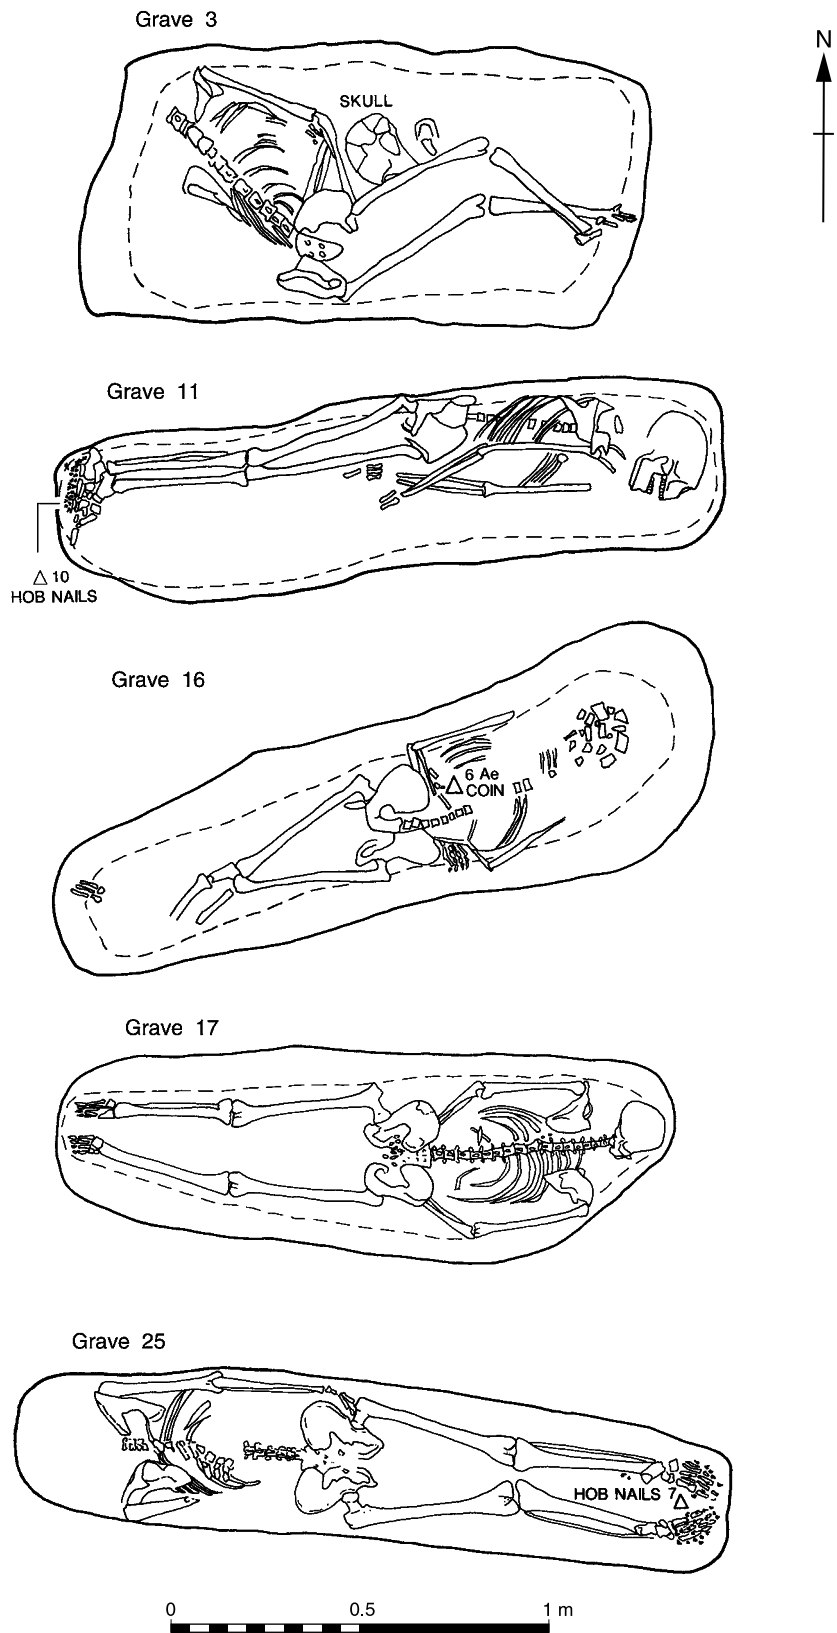 Grave 3
N
SKULL
Grave 11
△ 10
HOB NAILS
Grave 16
△ 6 Ae
COIN
Grave 17
Grave 25
HOB NAILS 7 △
0 0.5 1 m